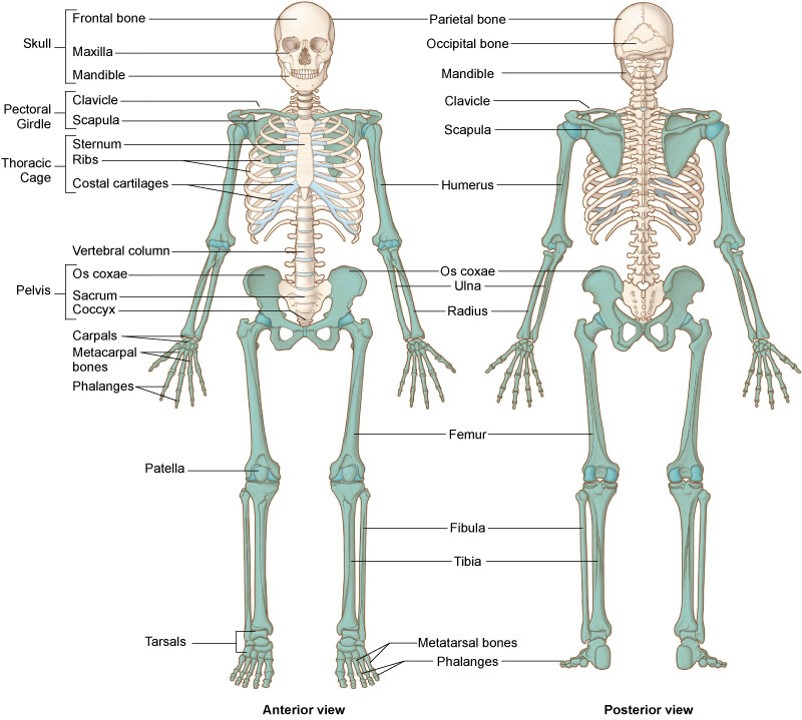 Frontal bone
Skull
Maxilla
Mandible
Clavicle
Pectoral
Girdle
Scapula
Sternum
Thoracic
Cage
Ribs
Costal cartilages
Vertebral column
Os coxae
Pelvis
Sacrum
Coccyx
Carpals
Metacarpal
bones
Phalanges
Patella
Tarsals
Parietal bone
Occipital bone
Mandible
Clavicle
Scapula
Humerus
Os coxae
Ulna
Radius
Femur
Fibula
Tibia
Metatarsal bones
Phalanges
Anterior view
Posterior view